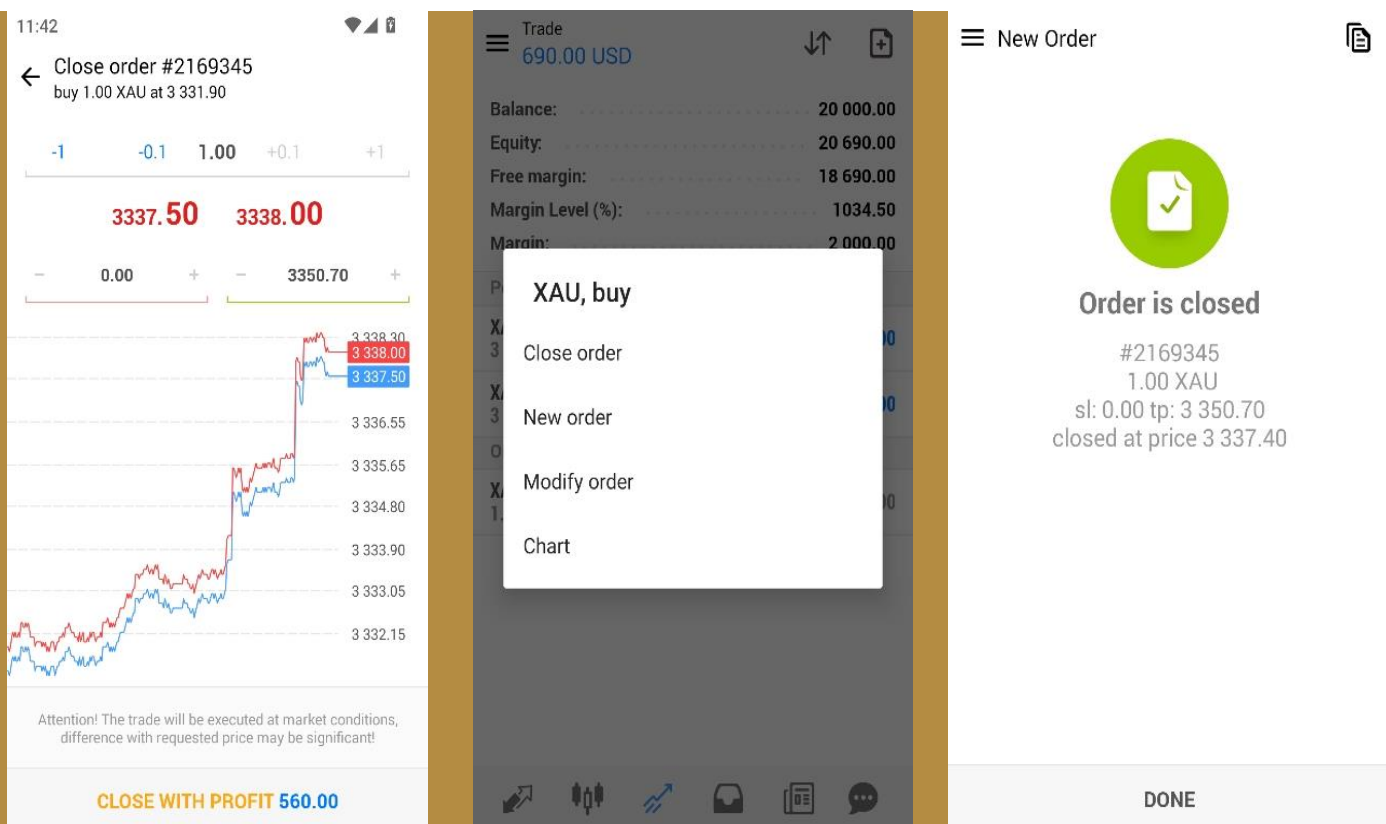 11:42
Close order #2169345
buy 1.00 XAU at 3 331.90
-1 -0.1 1.00 +0.1 +1
3337.50 3338.00
- 0.00 + - 3350.70 +
3 338.30
3 338.00
3 337.50
3 336.55
3 335.65
3 334.80
3 333.90
3 333.05
3 332.15
Attention! The trade will be executed at market conditions,
difference with requested price may be significant!
CLOSE WITH PROFIT 560.00
Trade
690.00 USD
Balance: 20 000.00
Equity: 20 690.00
Free margin: 18 690.00
Margin Level (%): 1034.50
Margin: 2 000.00
XAU, buy
Close order
New order
Modify order
Chart
New Order
Order is closed
#2169345
1.00 XAU
sl: 0.00 tp: 3 350.70
closed at price 3 337.40
DONE